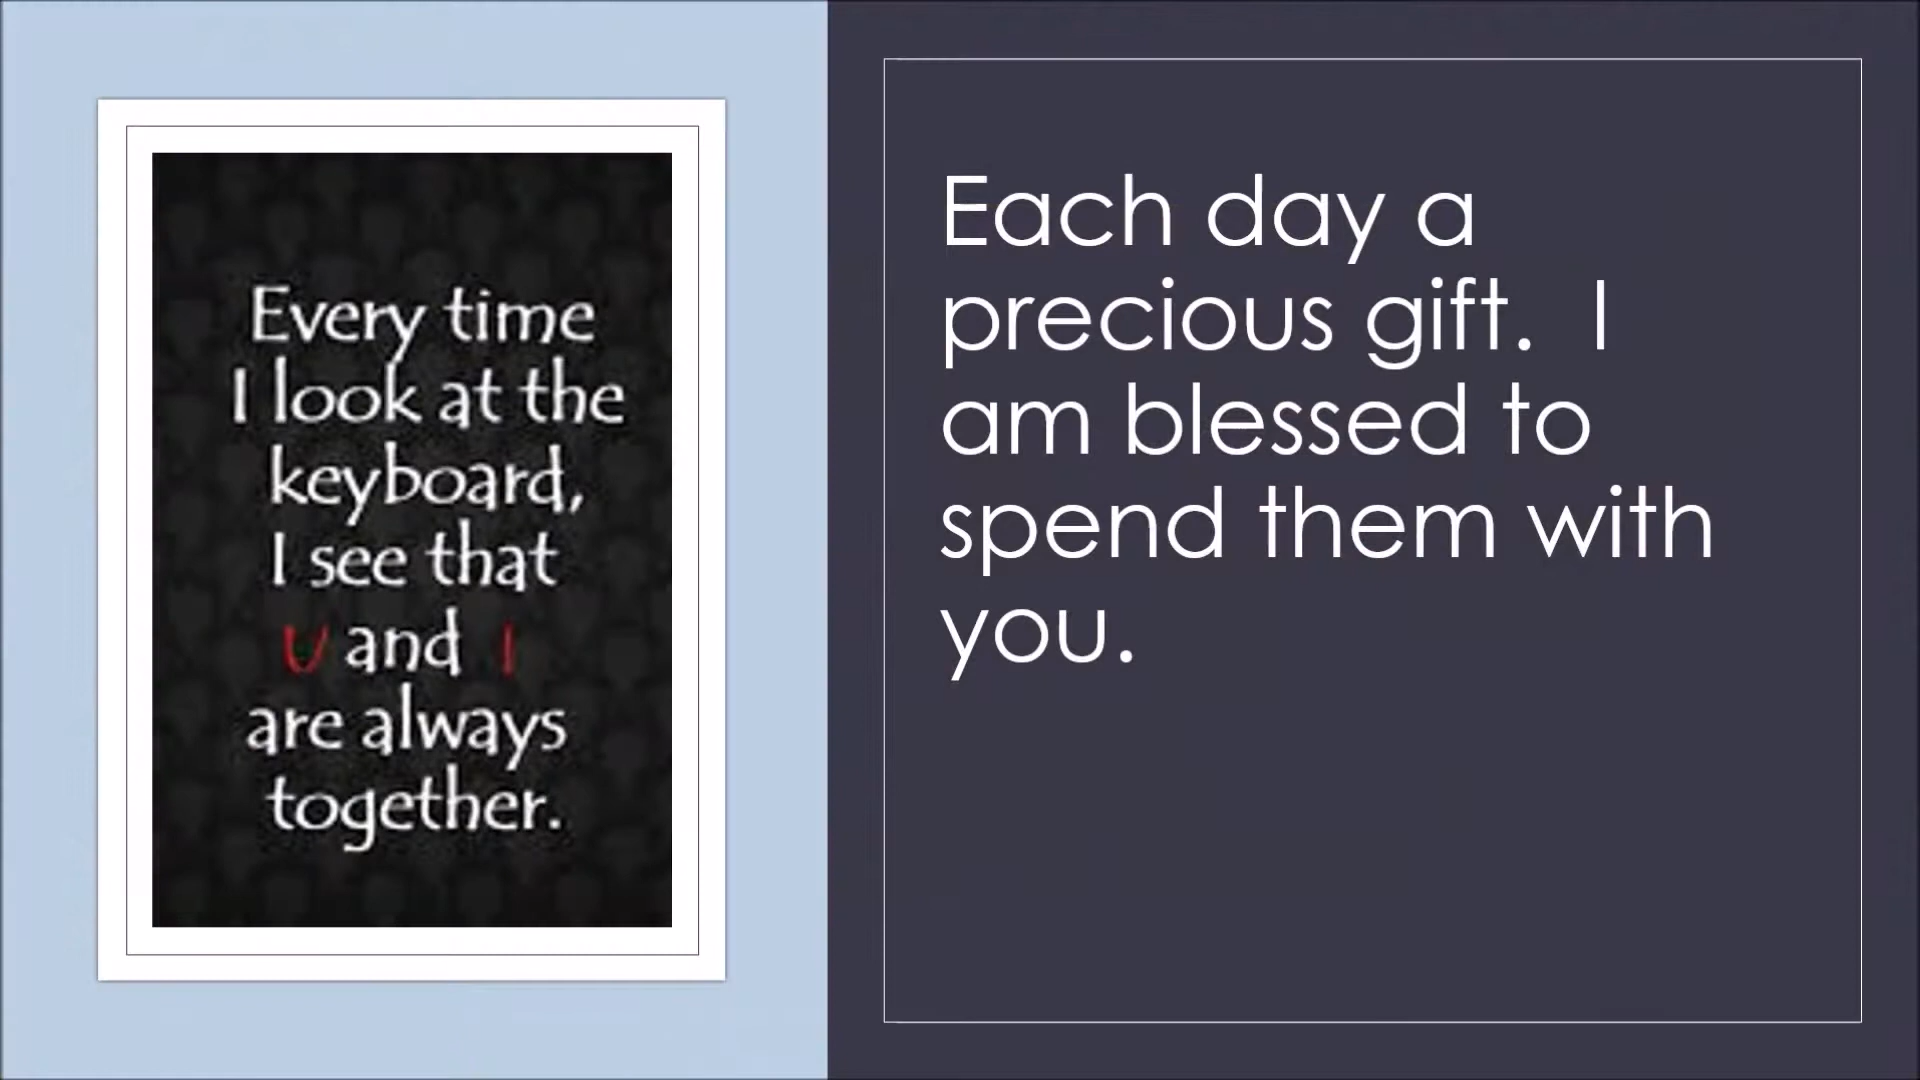 Every time
I look at the
keyboard,
I see that
U and I
are always
together.
Each day a
precious gift.  I
am blessed to
spend them with
you.